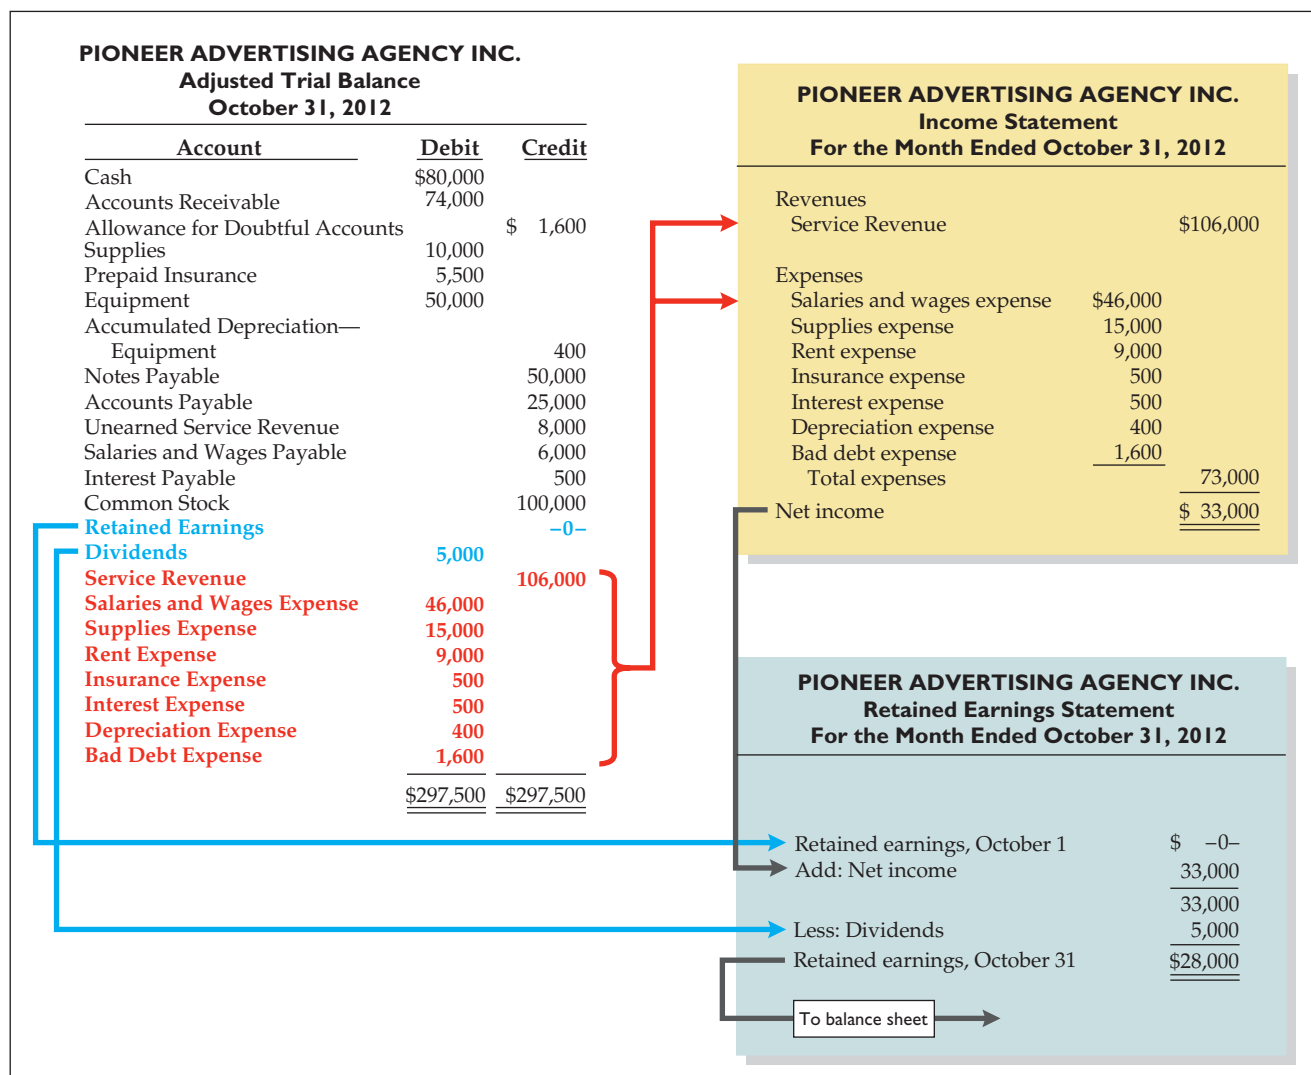 PIONEER ADVERTISING AGENCY INC.
Adjusted Trial Balance
October 31, 2012
Account Debit Credit
Cash $80,000
Accounts Receivable 74,000
Allowance for Doubtful Accounts $ 1,600
Supplies 10,000
Prepaid Insurance 5,500
Equipment 50,000
Accumulated Depreciation—
Equipment 400
Notes Payable 50,000
Accounts Payable 25,000
Unearned Service Revenue 8,000
Salaries and Wages Payable 6,000
Interest Payable 500
Common Stock 100,000
Retained Earnings –0–
Dividends 5,000
Service Revenue 106,000
Salaries and Wages Expense 46,000
Supplies Expense 15,000
Rent Expense 9,000
Insurance Expense 500
Interest Expense 500
Depreciation Expense 400
Bad Debt Expense 1,600
$297,500 $297,500
PIONEER ADVERTISING AGENCY INC.
Income Statement
For the Month Ended October 31, 2012
Revenues
Service Revenue $106,000
Expenses
Salaries and wages expense $46,000
Supplies expense 15,000
Rent expense 9,000
Insurance expense 500
Interest expense 500
Depreciation expense 400
Bad debt expense 1,600
Total expenses 73,000
Net income $ 33,000
PIONEER ADVERTISING AGENCY INC.
Retained Earnings Statement
For the Month Ended October 31, 2012
Retained earnings, October 1 $ –0–
Add: Net income 33,000
33,000
Less: Dividends 5,000
Retained earnings, October 31 $28,000
To balance sheet